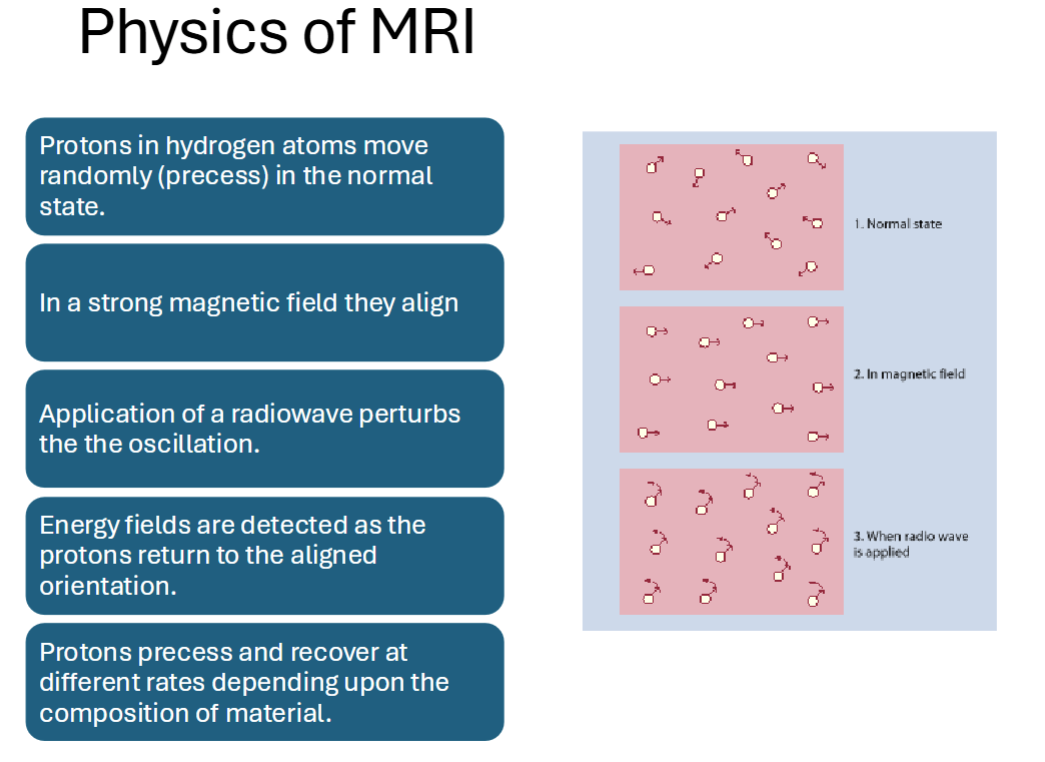 Physics of MRI
Protons in hydrogen atoms move
randomly (precess) in the normal
state.
In a strong magnetic field they align
Application of a radiowave perturbs
the the oscillation.
Energy fields are detected as the
protons return to the aligned
orientation.
Protons precess and recover at
different rates depending upon the
composition of material.
1. Normal state
2. In magnetic field
3. When radio wave
is applied